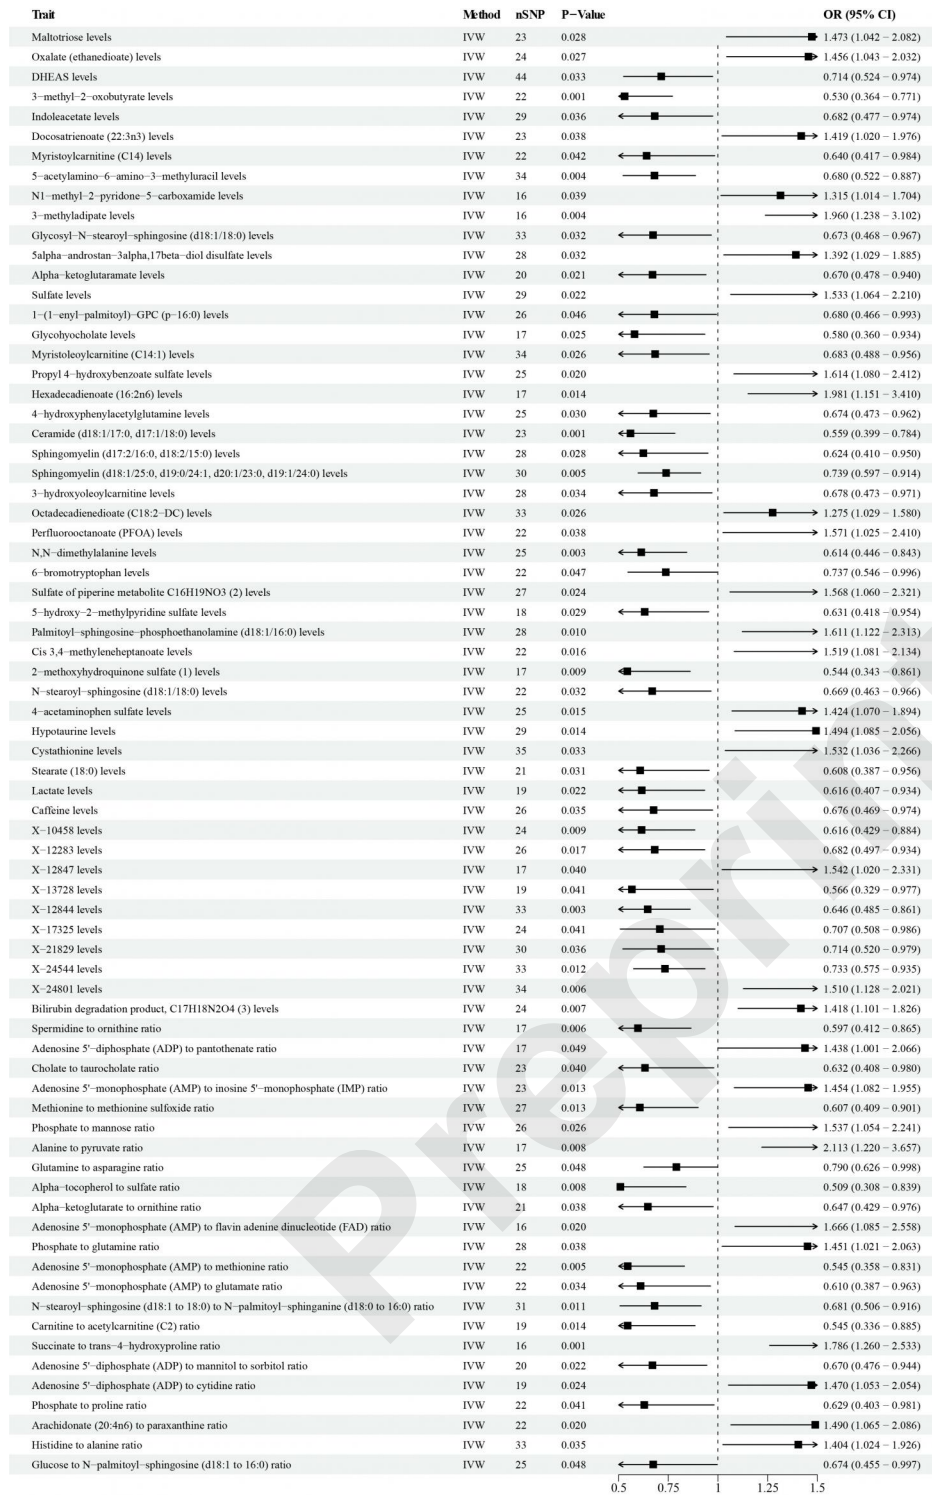 Trait Method nSNP P−Value OR (95% CI)
Maltotriose levels IVW 23 0.028 1.473 (1.042 − 2.082)
Oxalate (ethanedioate) levels IVW 24 0.027 1.456 (1.043 − 2.032)
DHEAS levels IVW 44 0.033 0.714 (0.524 − 0.974)
3−methyl−2−oxobutyrate levels IVW 22 0.001 0.530 (0.364 − 0.771)
Indoleacetate levels IVW 29 0.036 0.682 (0.477 − 0.974)
Docosatrienoate (22:3n3) levels IVW 23 0.038 1.419 (1.020 − 1.976)
Myristoylcarnitine (C14) levels IVW 22 0.042 0.640 (0.417 − 0.984)
5−acetylamino−6−amino−3−methyluracil levels IVW 34 0.004 0.680 (0.522 − 0.887)
N1−methyl−2−pyridone−5−carboxamide levels IVW 16 0.039 1.315 (1.014 − 1.704)
3−methyladipate levels IVW 16 0.004 1.960 (1.238 − 3.102)
Glycosyl−N−stearoyl−sphingosine (d18:1/18:0) levels IVW 33 0.032 0.673 (0.468 − 0.967)
5alpha−androstan−3alpha,17beta−diol disulfate levels IVW 28 0.032 1.392 (1.029 − 1.885)
Alpha−ketoglutaramate levels IVW 20 0.021 0.670 (0.478 − 0.940)
Sulfate levels IVW 29 0.022 1.533 (1.064 − 2.210)
1−(1−enyl−palmitoyl)−GPC (p−16:0) levels IVW 26 0.046 0.680 (0.466 − 0.993)
Glycohyocholate levels IVW 17 0.025 0.580 (0.360 − 0.934)
Myristoleoylcarnitine (C14:1) levels IVW 34 0.026 0.683 (0.488 − 0.956)
Propyl 4−hydroxybenzoate sulfate levels IVW 25 0.020 1.614 (1.080 − 2.412)
Hexadecadienoate (16:2n6) levels IVW 17 0.014 1.981 (1.151 − 3.410)
4−hydroxyphenylacetylglutamine levels IVW 25 0.030 0.674 (0.473 − 0.962)
Ceramide (d18:1/17:0, d17:1/18:0) levels IVW 23 0.001 0.559 (0.399 − 0.784)
Sphingomyelin (d17:2/16:0, d18:2/15:0) levels IVW 28 0.028 0.624 (0.410 − 0.950)
Sphingomyelin (d18:1/25:0, d19:0/24:1, d20:1/23:0, d19:1/24:0) levels IVW 30 0.005 0.739 (0.597 − 0.914)
3−hydroxyoleoylcarnitine levels IVW 28 0.034 0.678 (0.473 − 0.971)
Octadecadienedioate (C18:2−DC) levels IVW 33 0.026 1.275 (1.029 − 1.580)
Perfluorooctanoate (PFOA) levels IVW 22 0.038 1.571 (1.025 − 2.410)
N,N−dimethylalanine levels IVW 25 0.003 0.614 (0.446 − 0.843)
6−bromotryptophan levels IVW 22 0.047 0.737 (0.546 − 0.996)
Sulfate of piperine metabolite C16H19NO3 (2) levels IVW 27 0.024 1.568 (1.060 − 2.321)
5−hydroxy−2−methylpyridine sulfate levels IVW 18 0.029 0.631 (0.418 − 0.954)
Palmitoyl−sphingosine−phosphoethanolamine (d18:1/16:0) levels IVW 28 0.010 1.611 (1.122 − 2.313)
Cis 3,4−methyleneheptanoate levels IVW 22 0.016 1.519 (1.081 − 2.134)
2−methoxyhydroquinone sulfate (1) levels IVW 17 0.009 0.544 (0.343 − 0.861)
N−stearoyl−sphingosine (d18:1/18:0) levels IVW 22 0.032 0.669 (0.463 − 0.966)
4−acetaminophen sulfate levels IVW 25 0.015 1.424 (1.070 − 1.894)
Hypotaurine levels IVW 29 0.014 1.494 (1.085 − 2.056)
Cystathionine levels IVW 35 0.033 1.532 (1.036 − 2.266)
Stearate (18:0) levels IVW 21 0.031 0.608 (0.387 − 0.956)
Lactate levels IVW 19 0.022 0.616 (0.407 − 0.934)
Caffeine levels IVW 26 0.035 0.676 (0.469 − 0.974)
X−10458 levels IVW 24 0.009 0.616 (0.429 − 0.884)
X−12283 levels IVW 26 0.017 0.682 (0.497 − 0.934)
X−12847 levels IVW 17 0.040 1.542 (1.020 − 2.331)
X−13728 levels IVW 19 0.041 0.566 (0.329 − 0.977)
X−12844 levels IVW 33 0.003 0.646 (0.485 − 0.861)
X−17325 levels IVW 24 0.041 0.707 (0.508 − 0.986)
X−21829 levels IVW 30 0.036 0.714 (0.520 − 0.979)
X−24544 levels IVW 33 0.012 0.733 (0.575 − 0.935)
X−24801 levels IVW 34 0.006 1.510 (1.128 − 2.021)
Bilirubin degradation product, C17H18N2O4 (3) levels IVW 24 0.007 1.418 (1.101 − 1.826)
Spermidine to ornithine ratio IVW 17 0.006 0.597 (0.412 − 0.865)
Adenosine 5'−diphosphate (ADP) to pantothenate ratio IVW 17 0.049 1.438 (1.001 − 2.066)
Cholate to taurocholate ratio IVW 23 0.040 0.632 (0.408 − 0.980)
Adenosine 5'−monophosphate (AMP) to inosine 5'−monophosphate (IMP) ratio IVW 23 0.013 1.454 (1.082 − 1.955)
Methionine to methionine sulfoxide ratio IVW 27 0.013 0.607 (0.409 − 0.901)
Phosphate to mannose ratio IVW 26 0.026 1.537 (1.054 − 2.241)
Alanine to pyruvate ratio IVW 17 0.008 2.113 (1.220 − 3.657)
Glutamine to asparagine ratio IVW 25 0.048 0.790 (0.626 − 0.998)
Alpha−tocopherol to sulfate ratio IVW 18 0.008 0.509 (0.308 − 0.839)
Alpha−ketoglutarate to ornithine ratio IVW 21 0.038 0.647 (0.429 − 0.976)
Adenosine 5'−monophosphate (AMP) to flavin adenine dinucleotide (FAD) ratio IVW 16 0.020 1.666 (1.085 − 2.558)
Phosphate to glutamine ratio IVW 28 0.038 1.451 (1.021 − 2.063)
Adenosine 5'−monophosphate (AMP) to methionine ratio IVW 22 0.005 0.545 (0.358 − 0.831)
Adenosine 5'−monophosphate (AMP) to glutamate ratio IVW 22 0.034 0.610 (0.387 − 0.963)
N−stearoyl−sphingosine (d18:1 to 18:0) to N−palmitoyl−sphinganine (d18:0 to 16:0) ratio IVW 31 0.011 0.681 (0.506 − 0.916)
Carnitine to acetylcarnitine (C2) ratio IVW 19 0.014 0.545 (0.336 − 0.885)
Succinate to trans−4−hydroxyproline ratio IVW 16 0.001 1.786 (1.260 − 2.533)
Adenosine 5'−diphosphate (ADP) to mannitol to sorbitol ratio IVW 20 0.022 0.670 (0.476 − 0.944)
Adenosine 5'−diphosphate (ADP) to cytidine ratio IVW 19 0.024 1.470 (1.053 − 2.054)
Phosphate to proline ratio IVW 22 0.041 0.629 (0.403 − 0.981)
Arachidonate (20:4n6) to paraxanthine ratio IVW 22 0.020 1.490 (1.065 − 2.086)
Histidine to alanine ratio IVW 33 0.035 1.404 (1.024 − 1.926)
Glucose to N−palmitoyl−sphingosine (d18:1 to 16:0) ratio IVW 25 0.048 0.674 (0.455 − 0.997)
0.5 0.75 1 1.25 1.5
Preprint